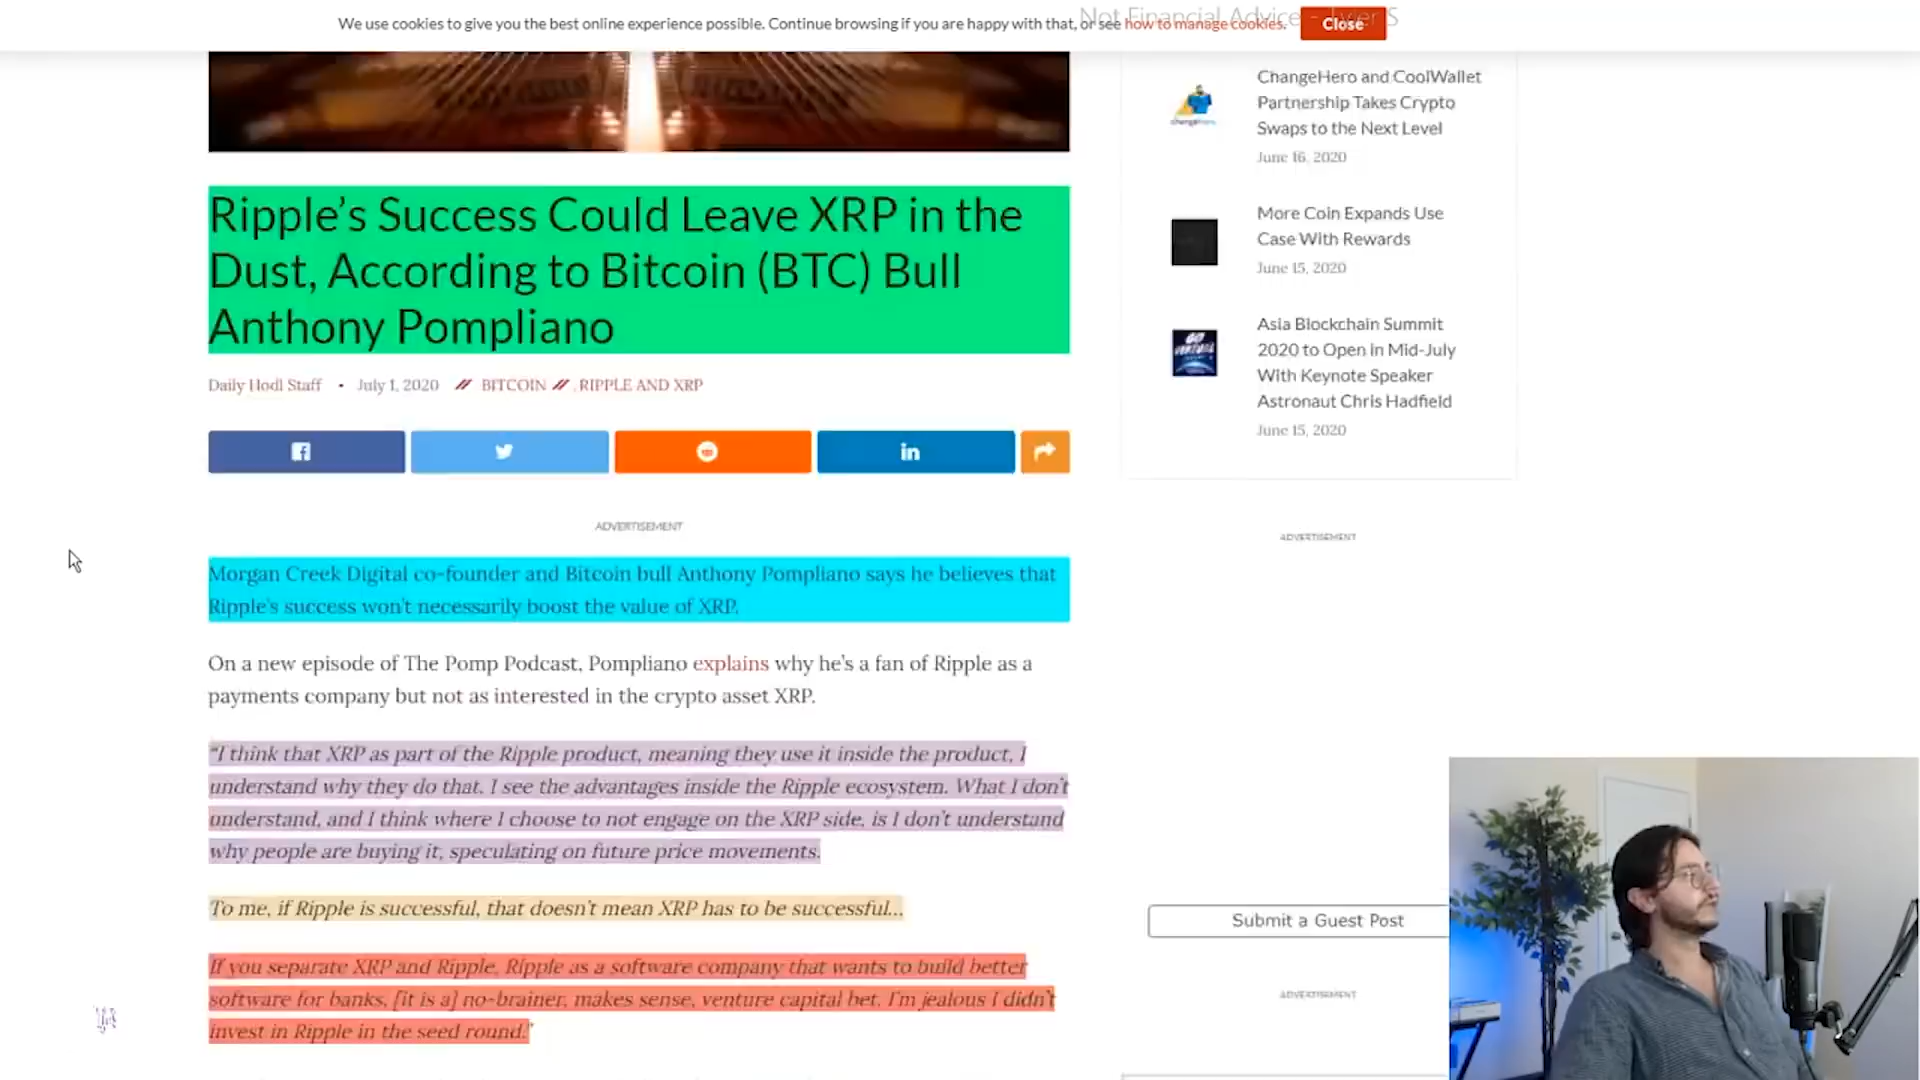 We use cookies to give you the best online experience possible. Continue browsing if you are happy with that, or see how to manage cookies.
Close
Not Financial Advice -
Ripple's Success Could Leave XRP in the
Dust, According to Bitcoin (BTC) Bull
Anthony Pompliano
Daily Hodl Staff • July 1, 2020 // BITCOIN // RIPPLE AND XRP
in
ADVERTISEMENT
Morgan Creek Digital co-founder and Bitcoin bull Anthony Pompliano says he believes that
Ripple's success won't necessarily boost the value of XRP.
On a new episode of The Pomp Podcast, Pompliano explains why he's a fan of Ripple as a
payments company but not as interested in the crypto asset XRP.
"I think that XRP as part of the Ripple product, meaning they use it inside the product, I
understand why they do that. I see the advantages inside the Ripple ecosystem. What I don't
understand, and I think where I choose to not engage on the XRP side, is I don't understand
why people are buying it, speculating on future price movements.
To me, if Ripple is successful, that doesn't mean XRP has to be successful...
If you separate XRP and Ripple, Ripple as a software company that wants to build better
software for banks, [it is a] no-brainer, makes sense, venture capital bet. I'm jealous I didn't
invest in Ripple in the seed round."
ChangeHero and CoolWallet
Partnership Takes Crypto
Swaps to the Next Level
June 16, 2020
More Coin Expands Use
Case With Rewards
June 15, 2020
Asia Blockchain Summit
2020 to Open in Mid-July
With Keynote Speaker
Astronaut Chris Hadfield
June 15, 2020
ADVERTISEMENT
Submit a Guest Post
ADVERTISEMENT